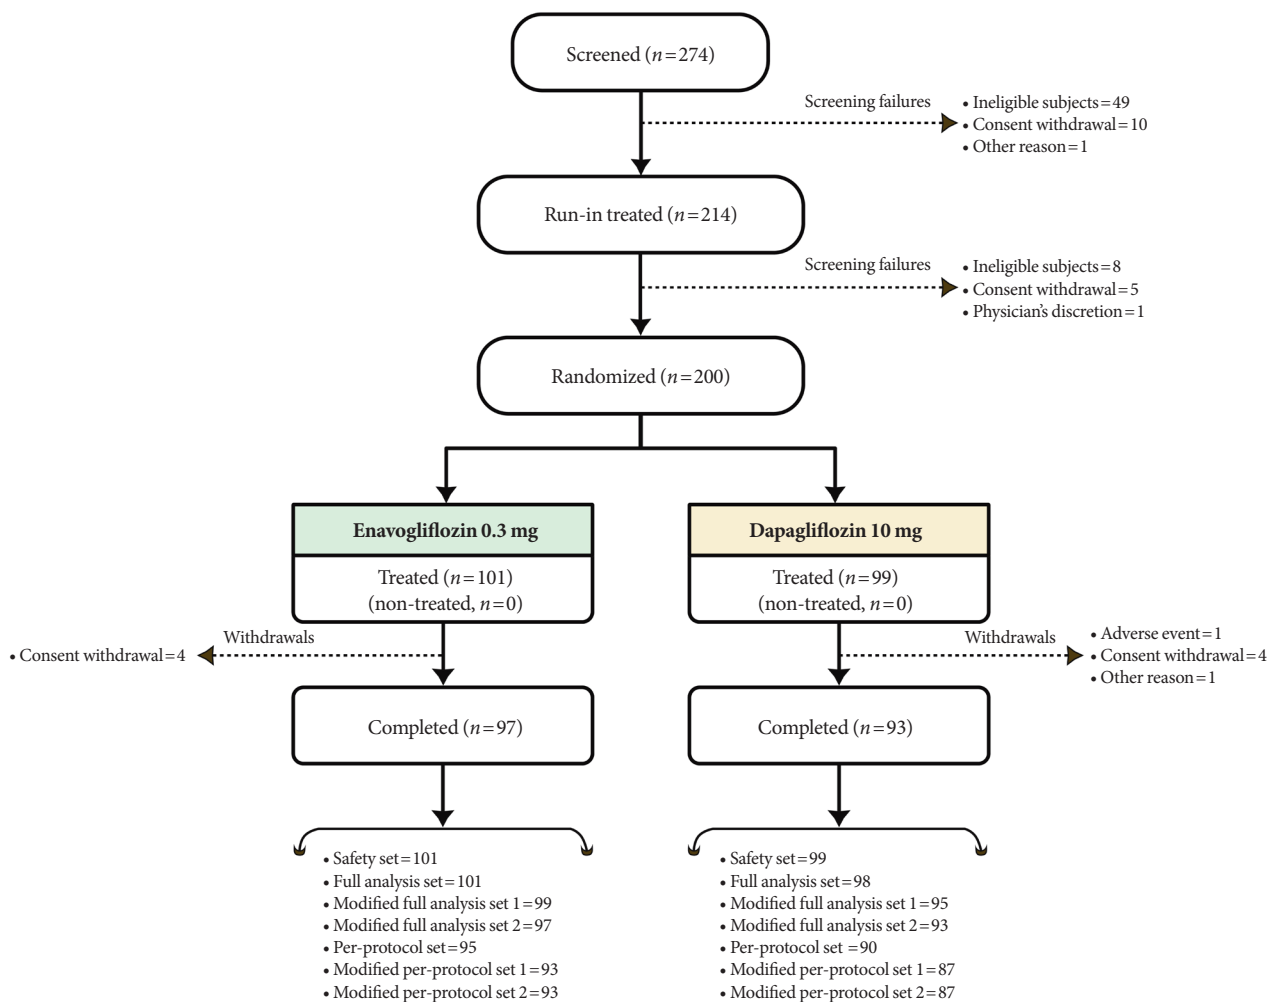 Screened (n=274)
Screening failures
• Ineligible subjects=49
• Consent withdrawal=10
• Other reason=1
Run-in treated (n=214)
Screening failures
• Ineligible subjects=8
• Consent withdrawal=5
• Physician's discretion=1
Randomized (n=200)
Enavogliflozin 0.3 mg
Treated (n=101)
(non-treated, n=0)
Dapagliflozin 10 mg
Treated (n=99)
(non-treated, n=0)
Withdrawals
• Consent withdrawal=4
Withdrawals
• Adverse event=1
• Consent withdrawal=4
• Other reason=1
Completed (n=97)
Completed (n=93)
• Safety set=101
• Full analysis set=101
• Modified full analysis set 1=99
• Modified full analysis set 2=97
• Per-protocol set=95
• Modified per-protocol set 1=93
• Modified per-protocol set 2=93
• Safety set=99
• Full analysis set=98
• Modified full analysis set 1=95
• Modified full analysis set 2=93
• Per-protocol set =90
• Modified per-protocol set 1=87
• Modified per-protocol set 2=87